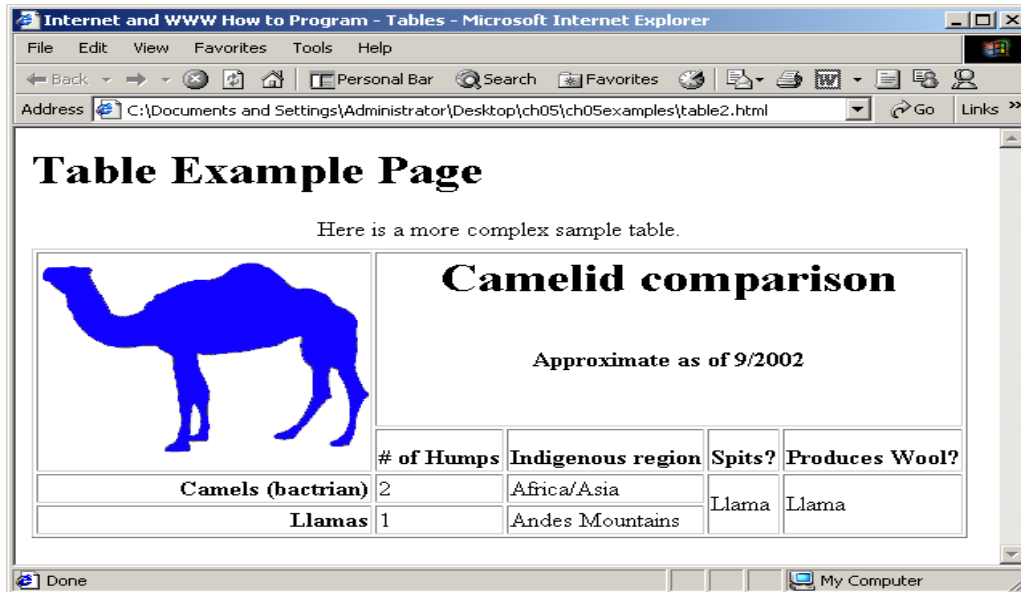 Internet and WWW How to Program - Tables - Microsoft Internet Explorer
File Edit View Favorites Tools Help
Back Personal Bar Search Favorites
Address C:\Documents and Settings\Administrator\Desktop\ch05\ch05examples\table2.html Go Links »
Table Example Page
Here is a more complex sample table.
Camelid comparison
Approximate as of 9/2002
# of Humps Indigenous region Spits? Produces Wool?
Camels (bactrian) 2 Africa/Asia Llama Llama
Llamas 1 Andes Mountains
Done My Computer